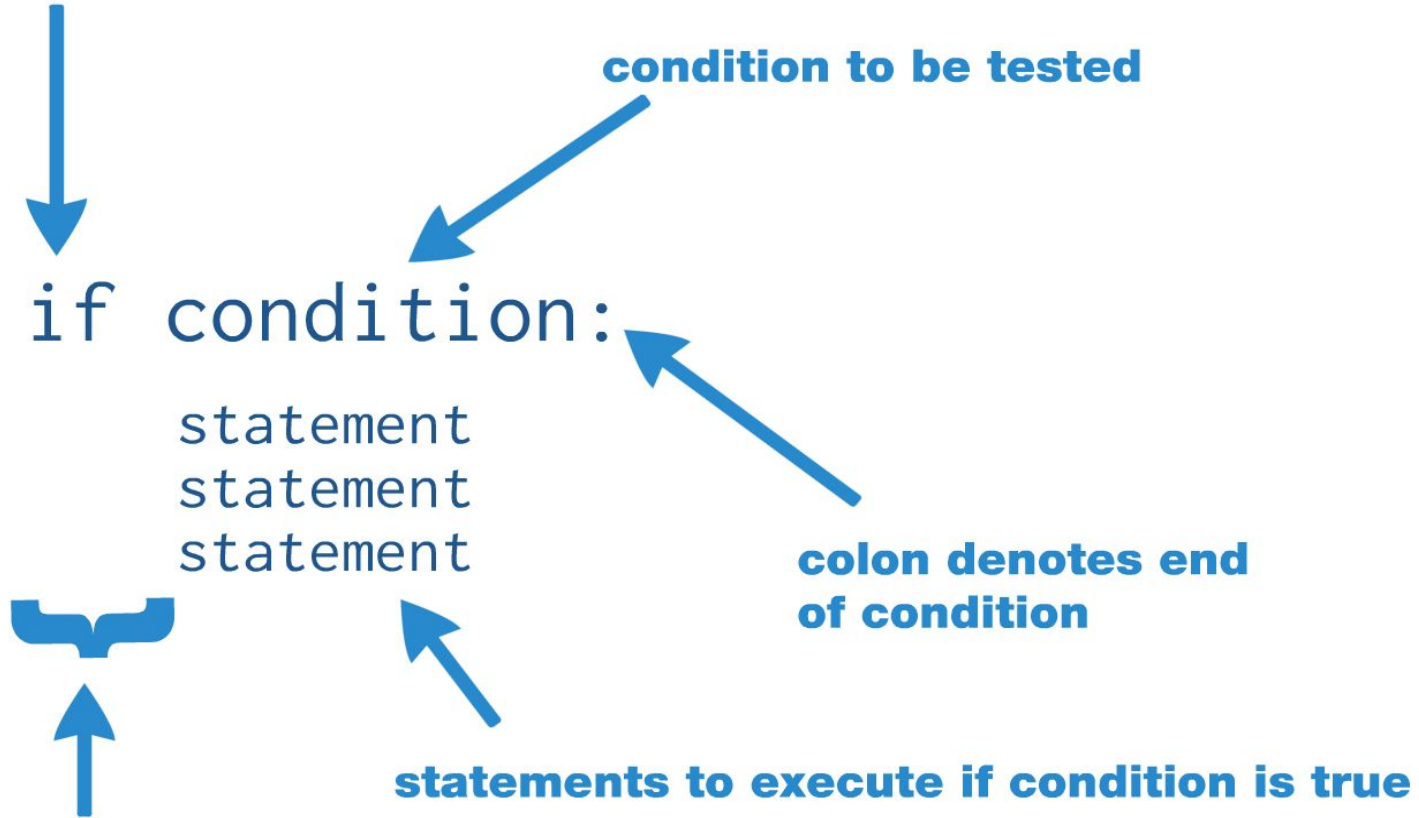 condition to be tested
if condition:
statement
statement
statement
colon denotes end
of condition
statements to execute if condition is true